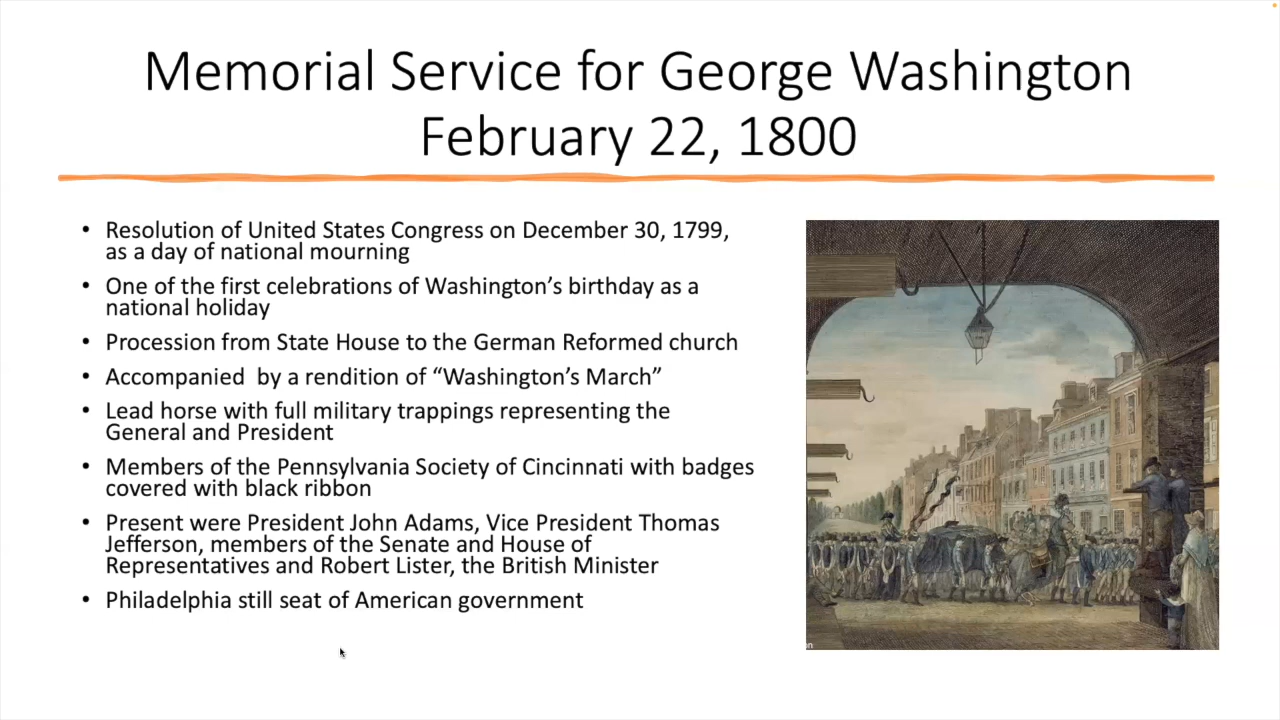 Memorial Service for George Washington
February 22, 1800
• Resolution of United States Congress on December 30, 1799,
as a day of national mourning
• One of the first celebrations of Washington’s birthday as a
national holiday
• Procession from State House to the German Reformed church
• Accompanied  by a rendition of “Washington’s March”
• Lead horse with full military trappings representing the
General and President
• Members of the Pennsylvania Society of Cincinnati with badges
covered with black ribbon
• Present were President John Adams, Vice President Thomas
Jefferson, members of the Senate and House of
Representatives and Robert Lister, the British Minister
• Philadelphia still seat of American government